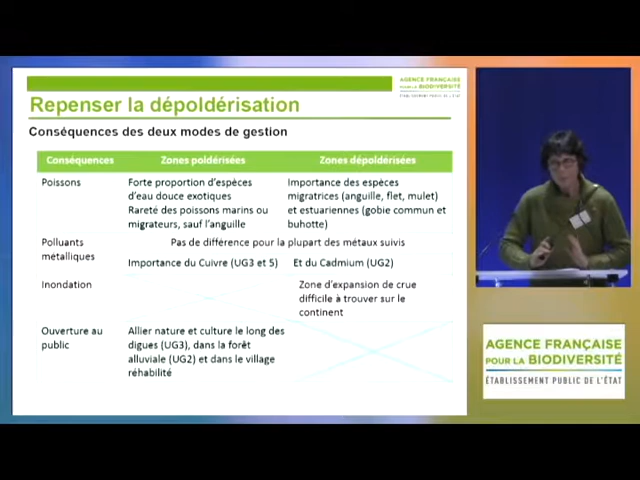 AGENCE FRANÇAISE
POUR LA BIODIVERSITÉ
ÉTABLISSEMENT PUBLIC DE L'ÉTAT
Repenser la dépoldérisation
Conséquences des deux modes de gestion
Conséquences Zones poldérisées Zones dépoldérisées
Poissons
Forte proportion d'espèces
d'eau douce exotiques
Rareté des poissons marins ou
migrateurs, sauf l'anguille
Importance des espèces
migratrices (anguille, flet, mulet)
et estuariennes (gobie commun et
buhotte)
Polluants
métalliques
Pas de différence pour la plupart des métaux suivis
Importance du Cuivre (UG3 et 5) Et du Cadmium (UG2)
Inondation
Zone d'expansion de crue
difficile à trouver sur le
continent
Ouverture au
public
Allier nature et culture le long des
digues (UG3), dans la forêt
alluviale (UG2) et dans le village
réhabilité
AGENCE FRANÇAISE
POUR LA BIODIVERSITÉ
ÉTABLISSEMENT PUBLIC DE L'ÉTAT